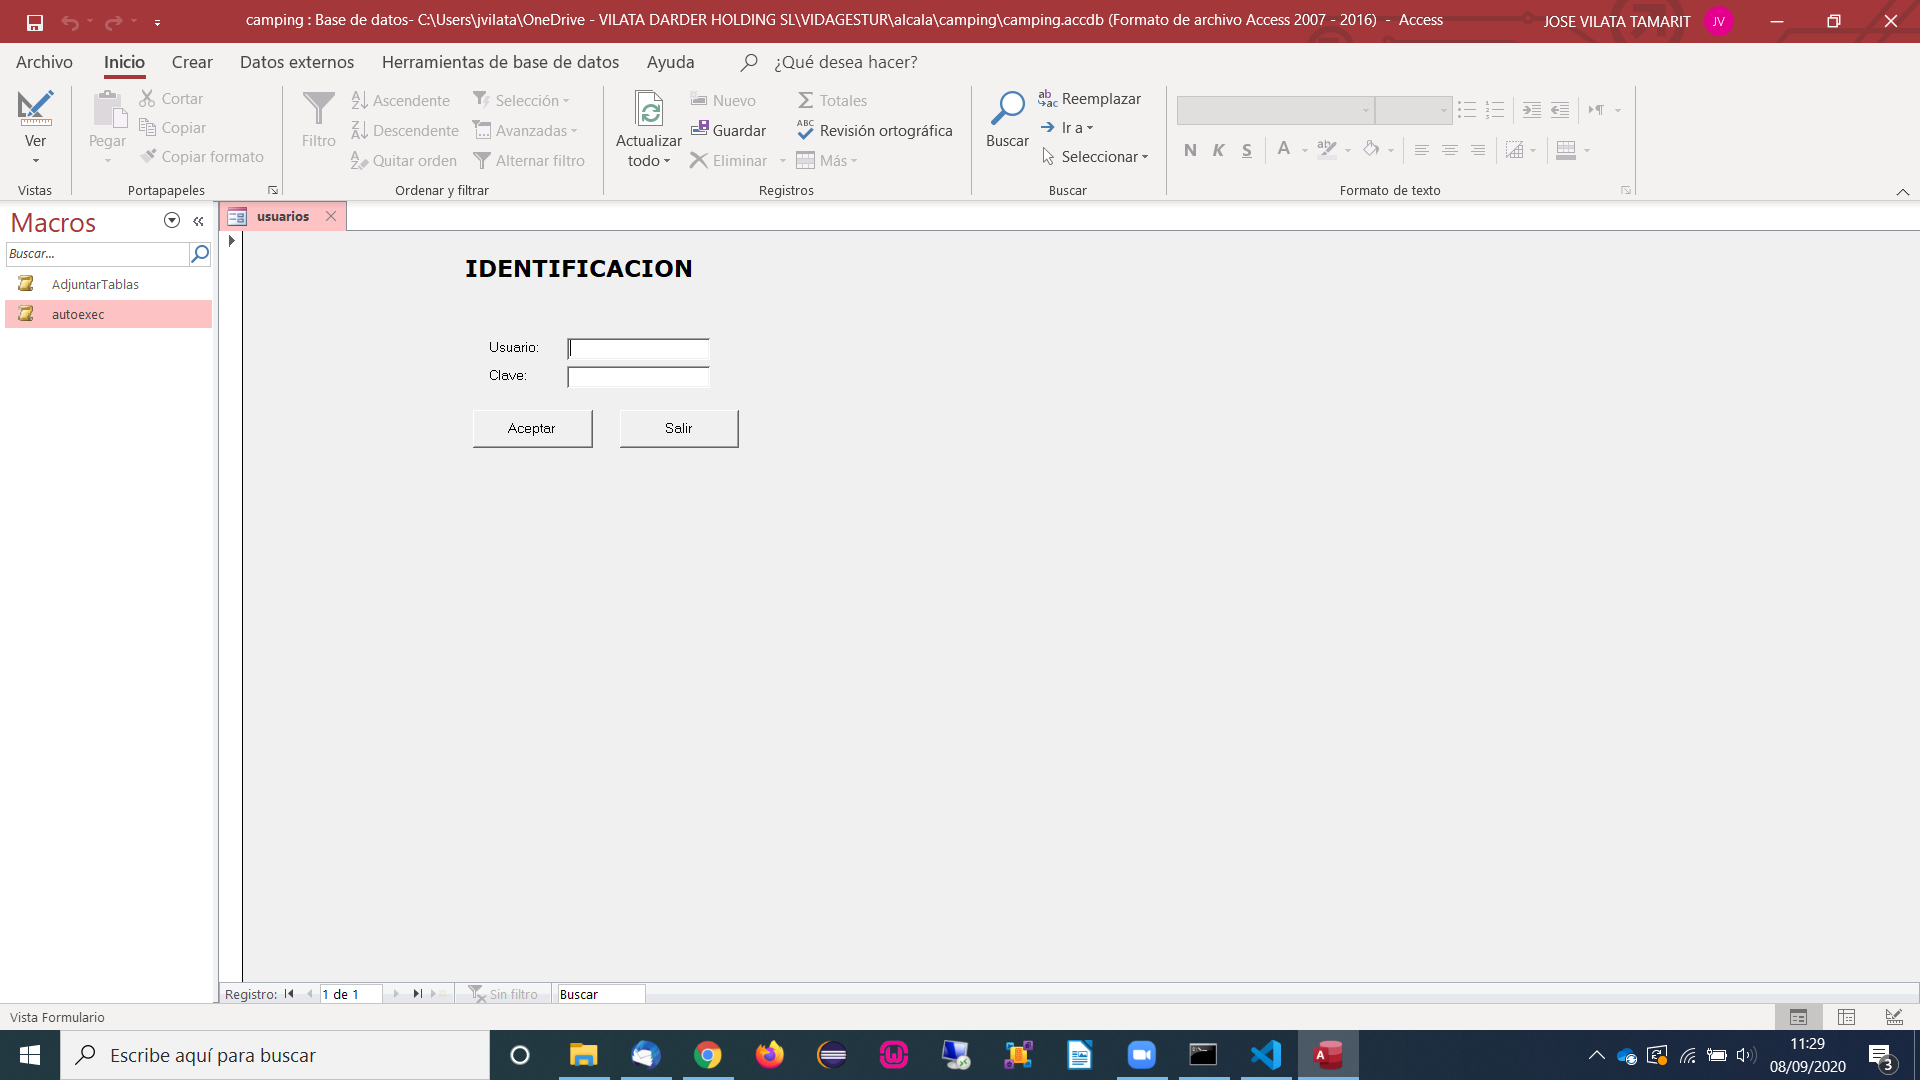 camping : Base de datos- C:\Users\jvilata\OneDrive - VILATA DARDER HOLDING SL\VIDAGESTUR\alcala\camping\camping.accdb (Formato de archivo Access 2007 - 2016)  -  Access
JOSE VILATA TAMARIT
JV
Archivo
Inicio
Crear
Datos externos
Herramientas de base de datos
Ayuda
¿Qué desea hacer?
Ver
Vistas
Pegar
Cortar
Copiar
Copiar formato
Portapapeles
Filtro
Ascendente
Descendente
Quitar orden
Selección
Avanzadas
Alternar filtro
Ordenar y filtrar
Actualizar
todo
Nuevo
Guardar
Eliminar
Totales
Revisión ortográfica
Más
Registros
Buscar
Reemplazar
Ir a
Seleccionar
Buscar
N K S
Formato de texto
Macros
Buscar...
AdjuntarTablas
autoexec
usuarios
IDENTIFICACION
Usuario:
Clave:
Aceptar
Salir
Registro:
1 de 1
Sin filtro
Buscar
Vista Formulario
Escribe aquí para buscar
11:29
08/09/2020
3